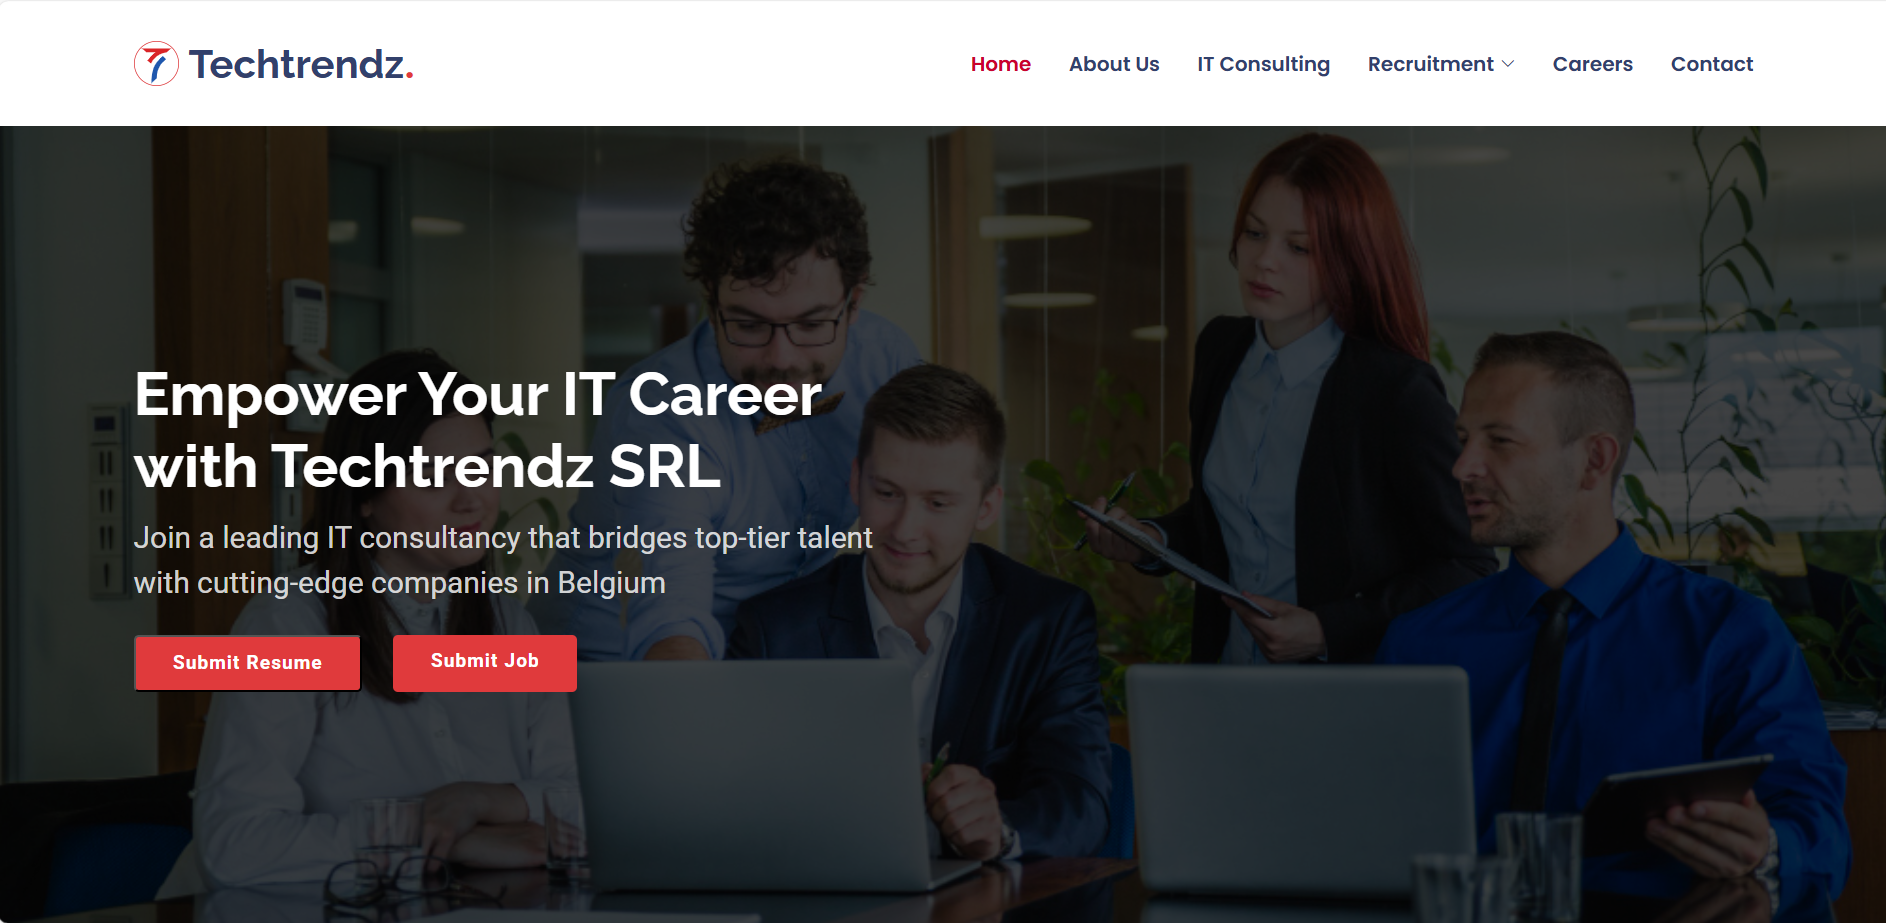 Techtrendz.
Home
About Us
IT Consulting
Recruitment
Careers
Contact
Empower Your IT Career
with Techtrendz SRL
Join a leading IT consultancy that bridges top-tier talent
with cutting-edge companies in Belgium
Submit Resume
Submit Job